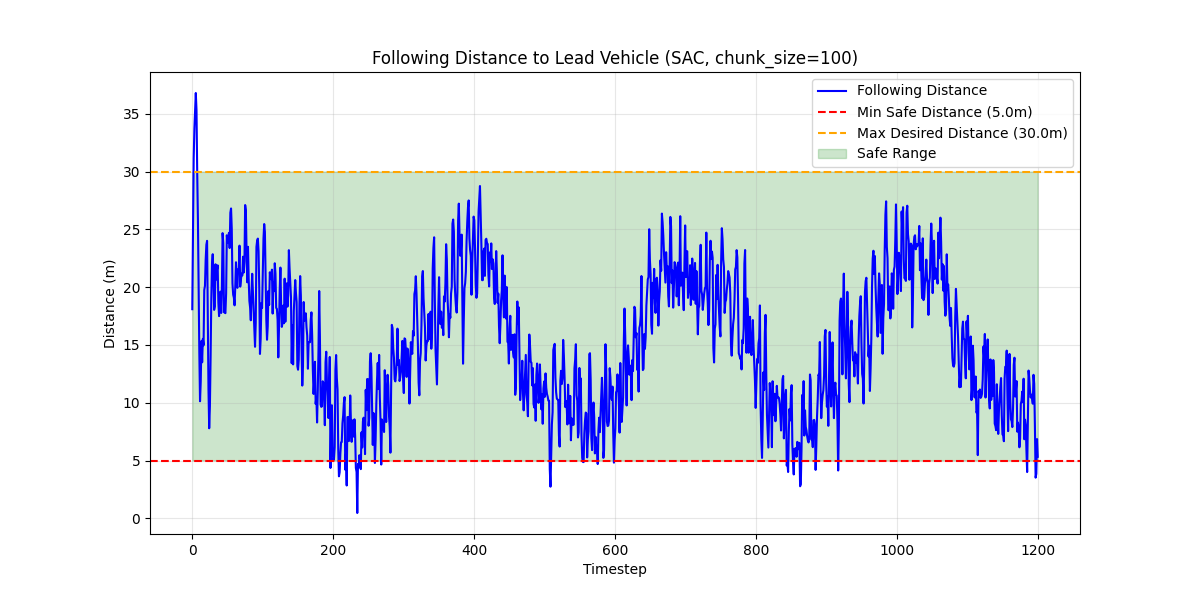 Following Distance to Lead Vehicle (SAC, chunk_size=100)
Following Distance
Min Safe Distance (5.0m)
Max Desired Distance (30.0m)
Safe Range
Distance (m)
35
30
25
20
15
10
5
0
0 200 400 600 800 1000 1200
Timestep